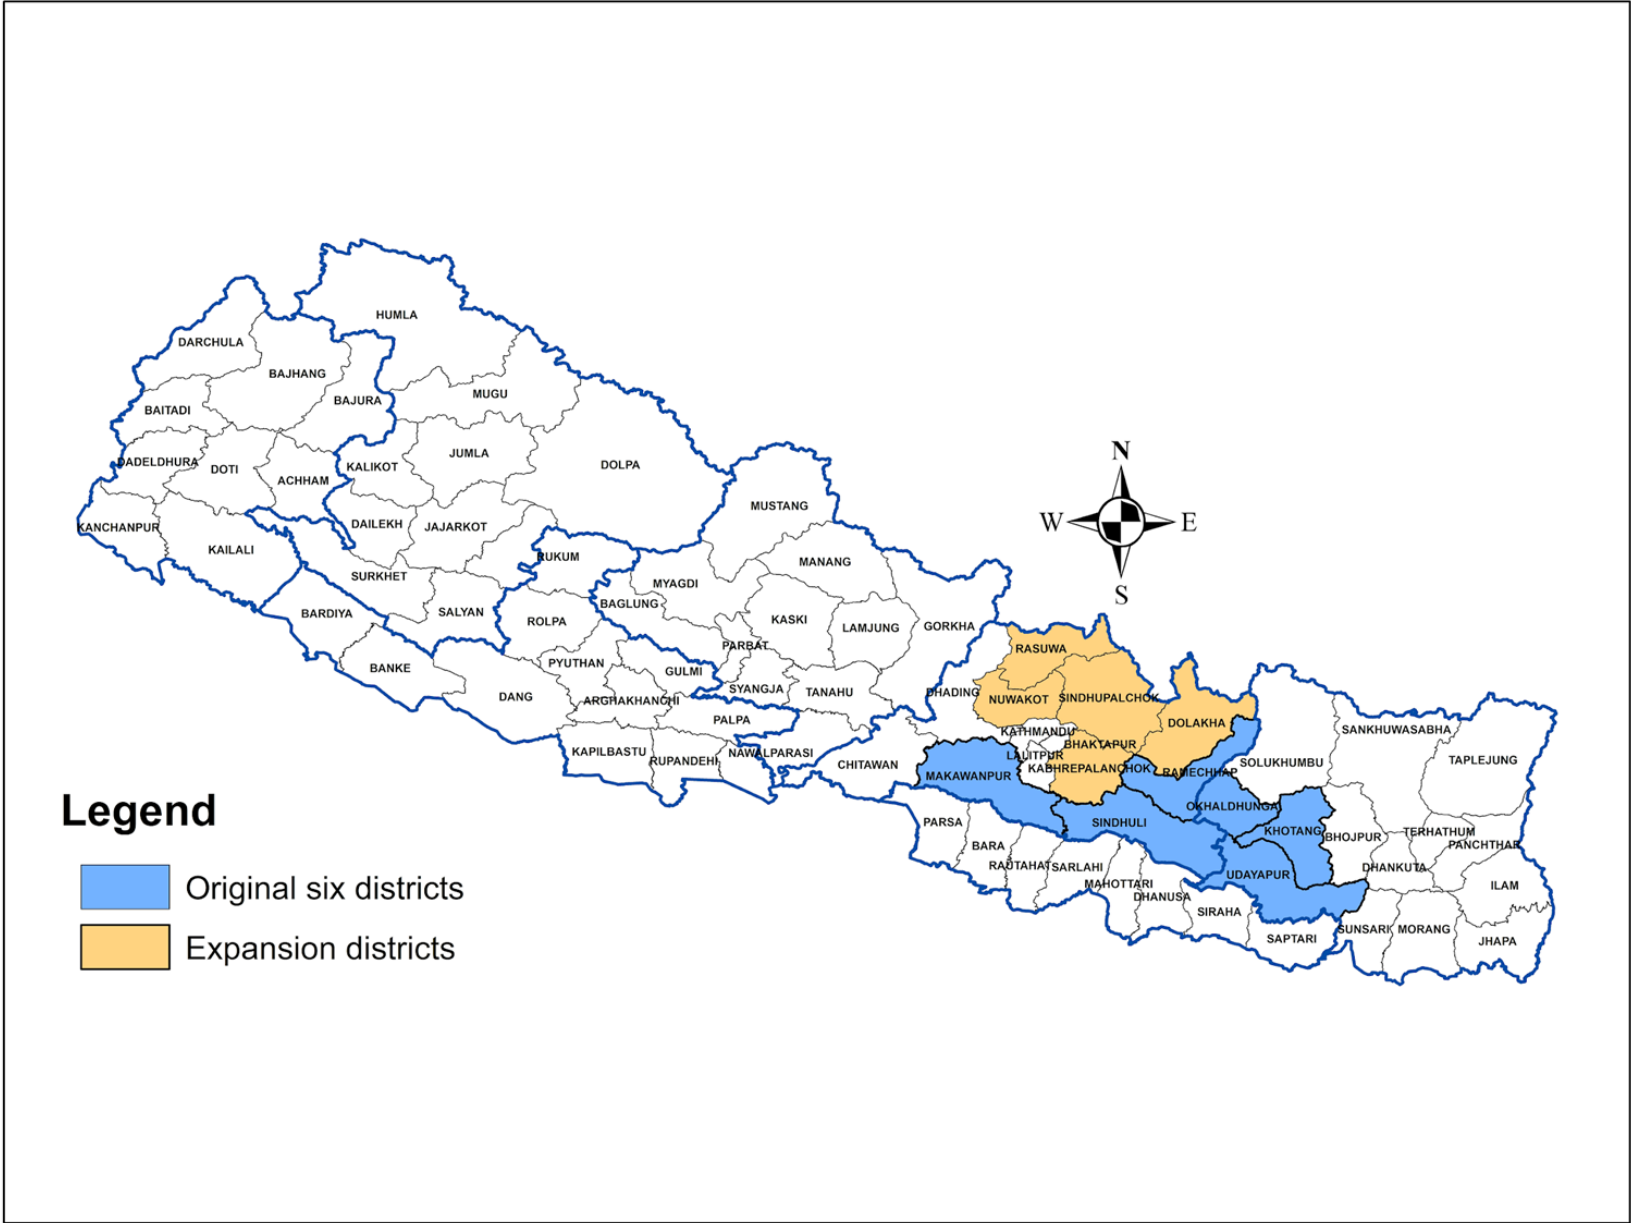 HUMLA
DARCHULA
BAJHANG
MUGU
BAJURA
BAITADI
JUMLA
DADELDHURA
DOTI
KALIKOT
DOLPA
ACHHAM
N
MUSTANG
W
E
KANCHANPUR
DAILEKH
JAJARKOT
KAILALI
RUKUM
MANANG
SURKHET
MYAGDI
S
BAGLUNG
BARDIYA
SALYAN
ROLPA
KASKI
LAMJUNG
GORKHA
PARBAT
RASUWA
PYUTHAN
BANKE
GULMI
SYANGJA
TANAHU
DHADING
DANG
ARGHAKHANCHI
NUWAKOT
SINDHUPALCHOK
PALPA
DOLAKHA
KATHMANDU
SANKHUWASABHA
BHAKTAPUR
KAPILBASTU
RUPANDEHI
NAWALPARASI
LALITPUR
CHITAWAN
KABHREPALANCHOK
RAMECHHAP
SOLUKHUMBU
TAPLEJUNG
MAKAWANPUR
OKHALDHUNGA
Legend
PARSA
SINDHULI
KHOTANG
BHOJPUR
TERHATHUM
PANCHTHAR
BARA
RAUTAHAT
SARLAHI
DHANKUTA
UDAYAPUR
MAHOTTARI
ILAM
Original six districts
DHANUSA
SIRAHA
SUNSARI
MORANG
SAPTARI
JHAPA
Expansion districts